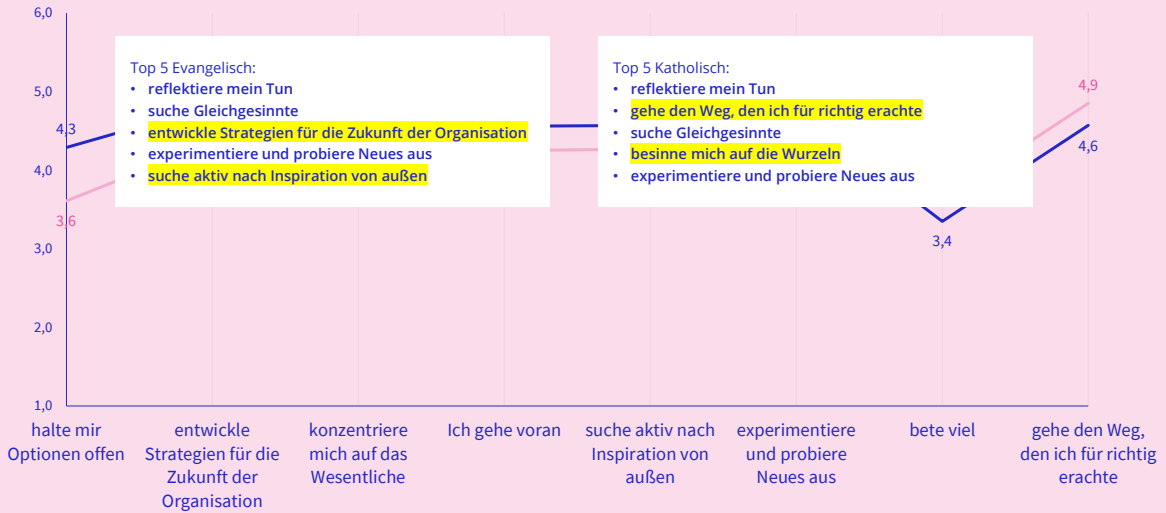 6,0
5,0
4,0
3,0
2,0
1,0
4,3
3,6
Top 5 Evangelisch:
• reflektiere mein Tun
• suche Gleichgesinnte
• entwickle Strategien für die Zukunft der Organisation
• experimentiere und probiere Neues aus
• suche aktiv nach Inspiration von außen
Top 5 Katholisch:
• reflektiere mein Tun
• gehe den Weg, den ich für richtig erachte
• suche Gleichgesinnte
• besinne mich auf die Wurzeln
• experimentiere und probiere Neues aus
3,4
4,9
4,6
halte mir
Optionen offen
entwickle
Strategien für die
Zukunft der
Organisation
konzentriere
mich auf das
Wesentliche
Ich gehe voran
suche aktiv nach
Inspiration von
außen
experimentiere
und probiere
Neues aus
bete viel
gehe den Weg,
den ich für richtig
erachte